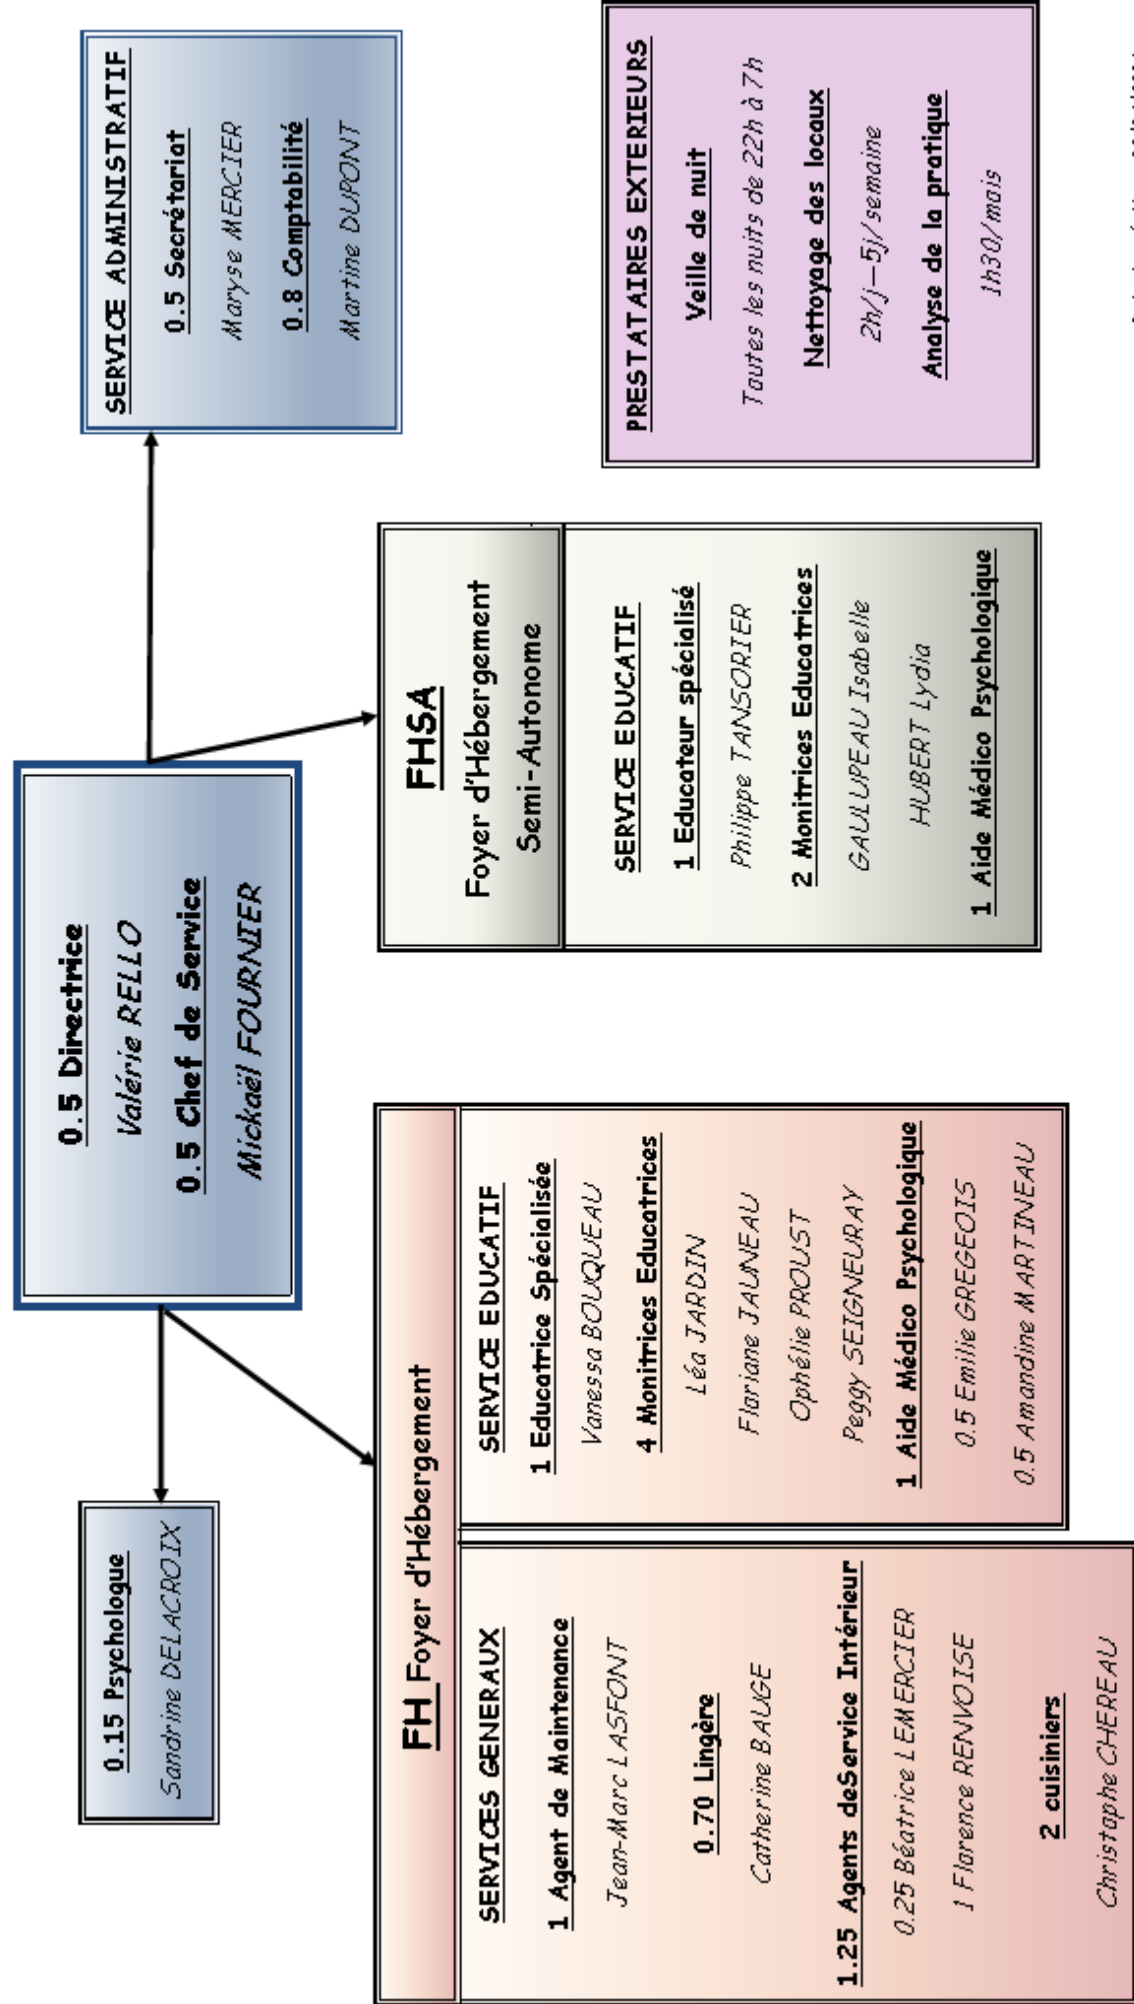 0.5 Directrice
Valérie RELLO
0.5 Chef de Service
Mickaël FOURNIER
0.15 Psychologue
Sandrine DELACROIX
SERVICE ADMINISTRATIF
0.5 Secrétariat
Maryse MERCIER
0.8 Comptabilité
Martine DUPONT
FH Foyer d'Hébergement
SERVICES GENERAUX
1 Agent de Maintenance
Jean-Marc LASFONT
0.70 Lingère
Catherine BAUGE
1.25 Agents deService Intérieur
0.25 Béatrice LEMERCIER
1 Florence RENVOISE
2 cuisiniers
Christophe CHEREAU
SERVICE EDUCATIF
1 Educatrice Spécialisée
Vanessa BOUQUEAU
4 Monitrices Educatrices
Léa JARDIN
Floriane JAUNEAU
Ophélie PROUST
Peggy SEIGNEURAY
1 Aide Médico Psychologique
0.5 Emilie GREGEOIS
0.5 Amandine MARTINEAU
FHSA
Foyer d'Hébergement
Semi-Autonome
SERVICE EDUCATIF
1 Educateur spécialisé
Philippe TANSORIER
2 Monitrices Educatrices
GAULUPEAU Isabelle
HUBERT Lydia
1 Aide Médico Psychologique
PRESTATAIRES EXTERIEURS
Veille de nuit
Toutes les nuits de 22h à 7h
Nettoyage des locaux
2h/j–5j/semaine
Analyse de la pratique
1h30/mois